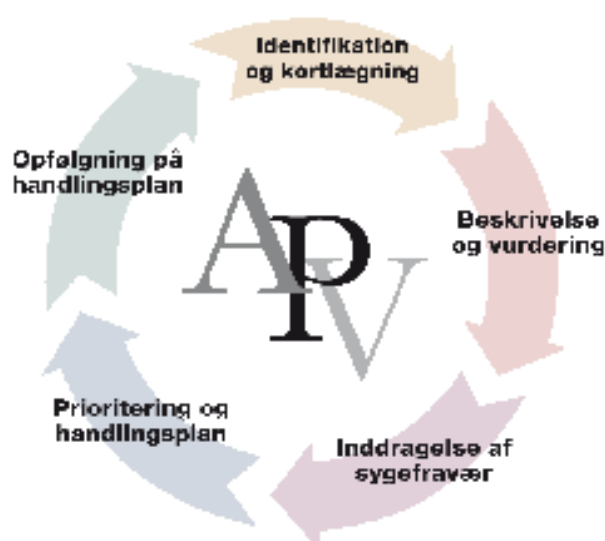 Identifikation
og kortlægning
Beskrivelse
og vurdering
Inddragelse af
sygefravær
Prioritering og
handlingsplan
Opfølgning på
handlingsplan
APV